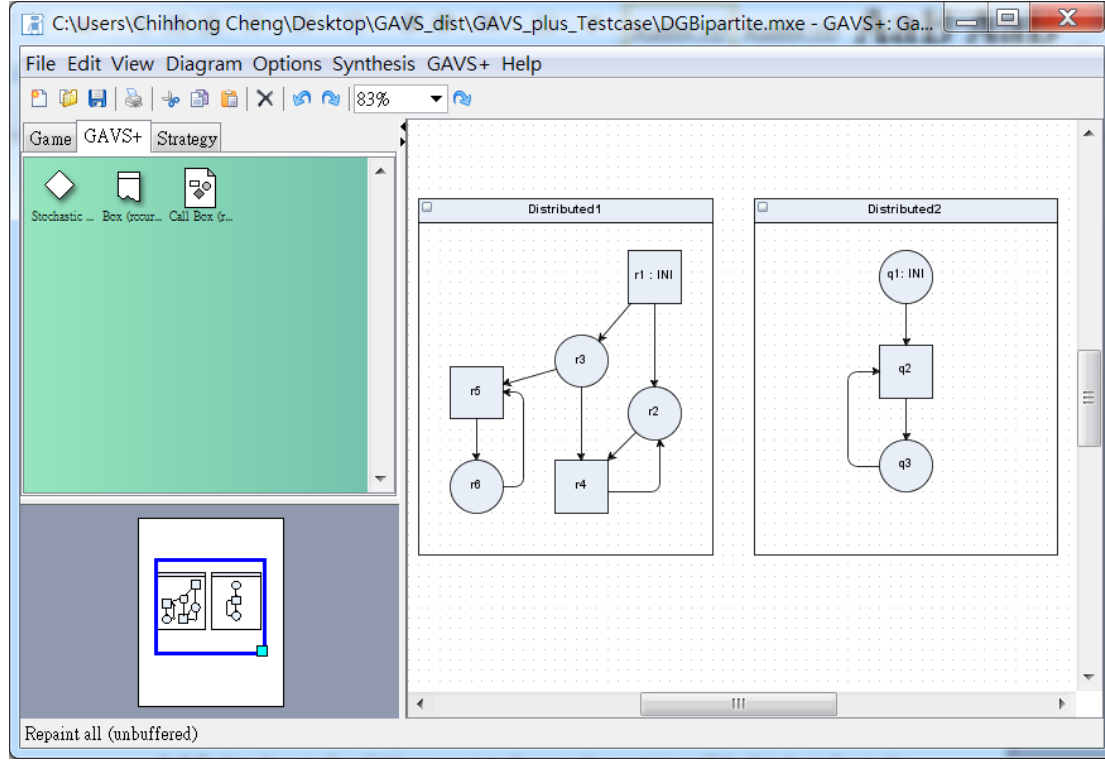 C:\Users\Chihhong Cheng\Desktop\GAVS_dist\GAVS_plus_Testcase\DGBipartite.mxe - GAVS+: Ga...
File Edit View Diagram Options Synthesis GAVS+ Help
83%
Game GAVS+ Strategy
Stochastic ... Box (recur... Call Box (r...
Distributed1
r1 : INI
r3
r5
r2
r6
r4
Distributed2
q1: INI
q2
q3
Repaint all (unbuffered)